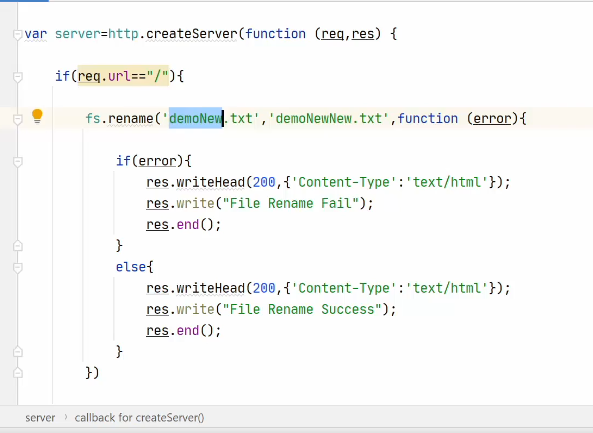 var server=http.createServer(function (req,res) {
if(req.url=="/"){
fs.rename('demoNew.txt','demoNewNew.txt',function (error){
if(error){
res.writeHead(200,{'Content-Type':'text/html'});
res.write("File Rename Fail");
res.end();
}
else{
res.writeHead(200,{'Content-Type':'text/html'});
res.write("File Rename Success");
res.end();
}
})
server › callback for createServer()